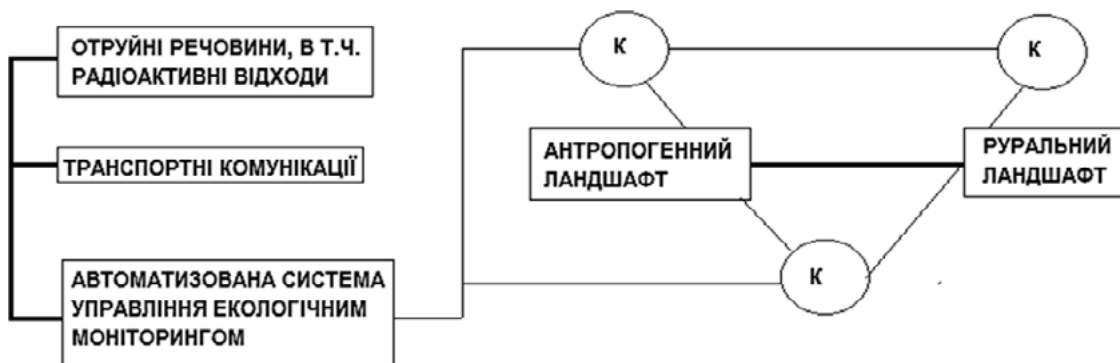 ОТРУЙНІ РЕЧОВИНИ, В Т.Ч.
РАДІОАКТИВНІ ВІДХОДИ
ТРАНСПОРТНІ КОМУНІКАЦІЇ
АВТОМАТИЗОВАНА СИСТЕМА
УПРАВЛІННЯ ЕКОЛОГІЧНИМ
МОНІТОРИНГОМ
К
К
АНТРОПОГЕННИЙ
ЛАНДШАФТ
РУРАЛЬНИЙ
ЛАНДШАФТ
К